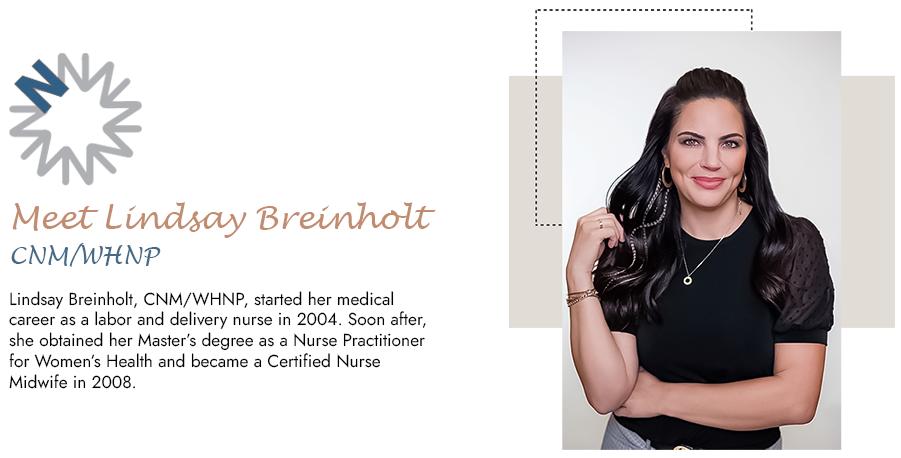 N
Meet Lindsay Breinholt
CNM/WHNP
Lindsay Breinholt, CNM/WHNP, started her medical
career as a labor and delivery nurse in 2004. Soon after,
she obtained her Master's degree as a Nurse Practitioner
for Women's Health and became a Certified Nurse
Midwife in 2008.